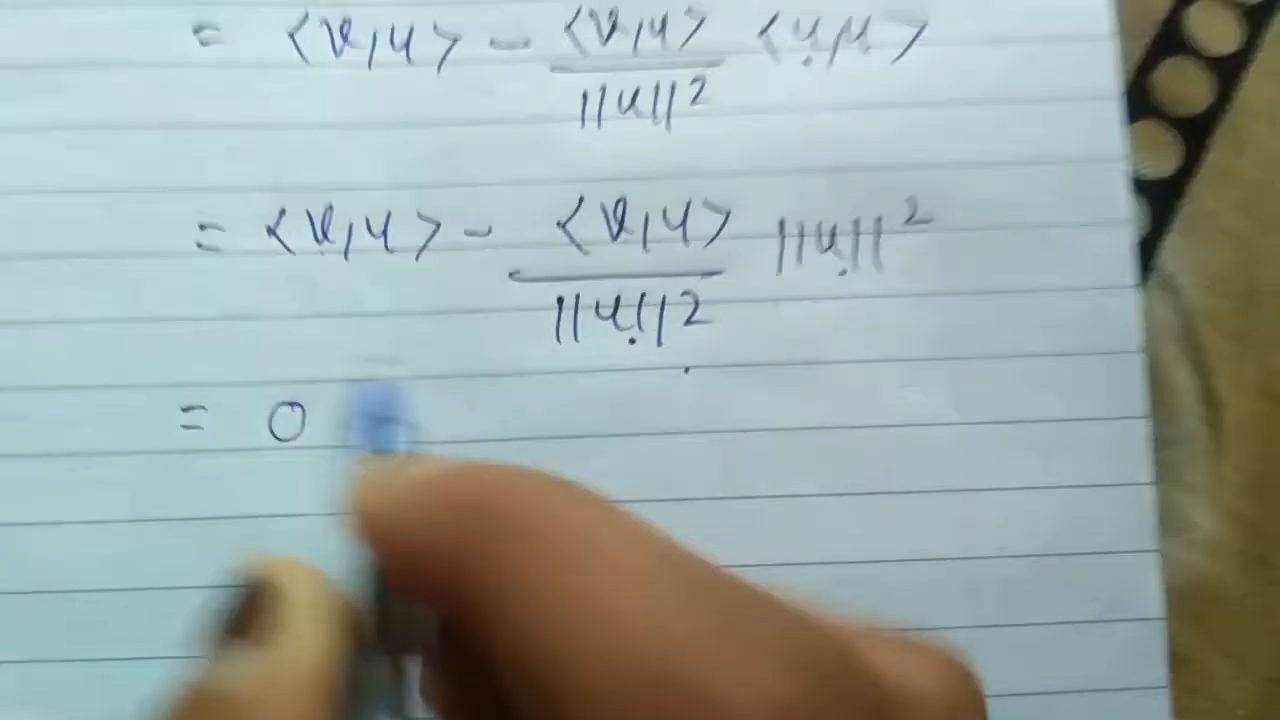 = <v,u> - <v,u>/||u||² <u,u>
= <v,u> - <v,u>/||u||² ||u||²
= 0